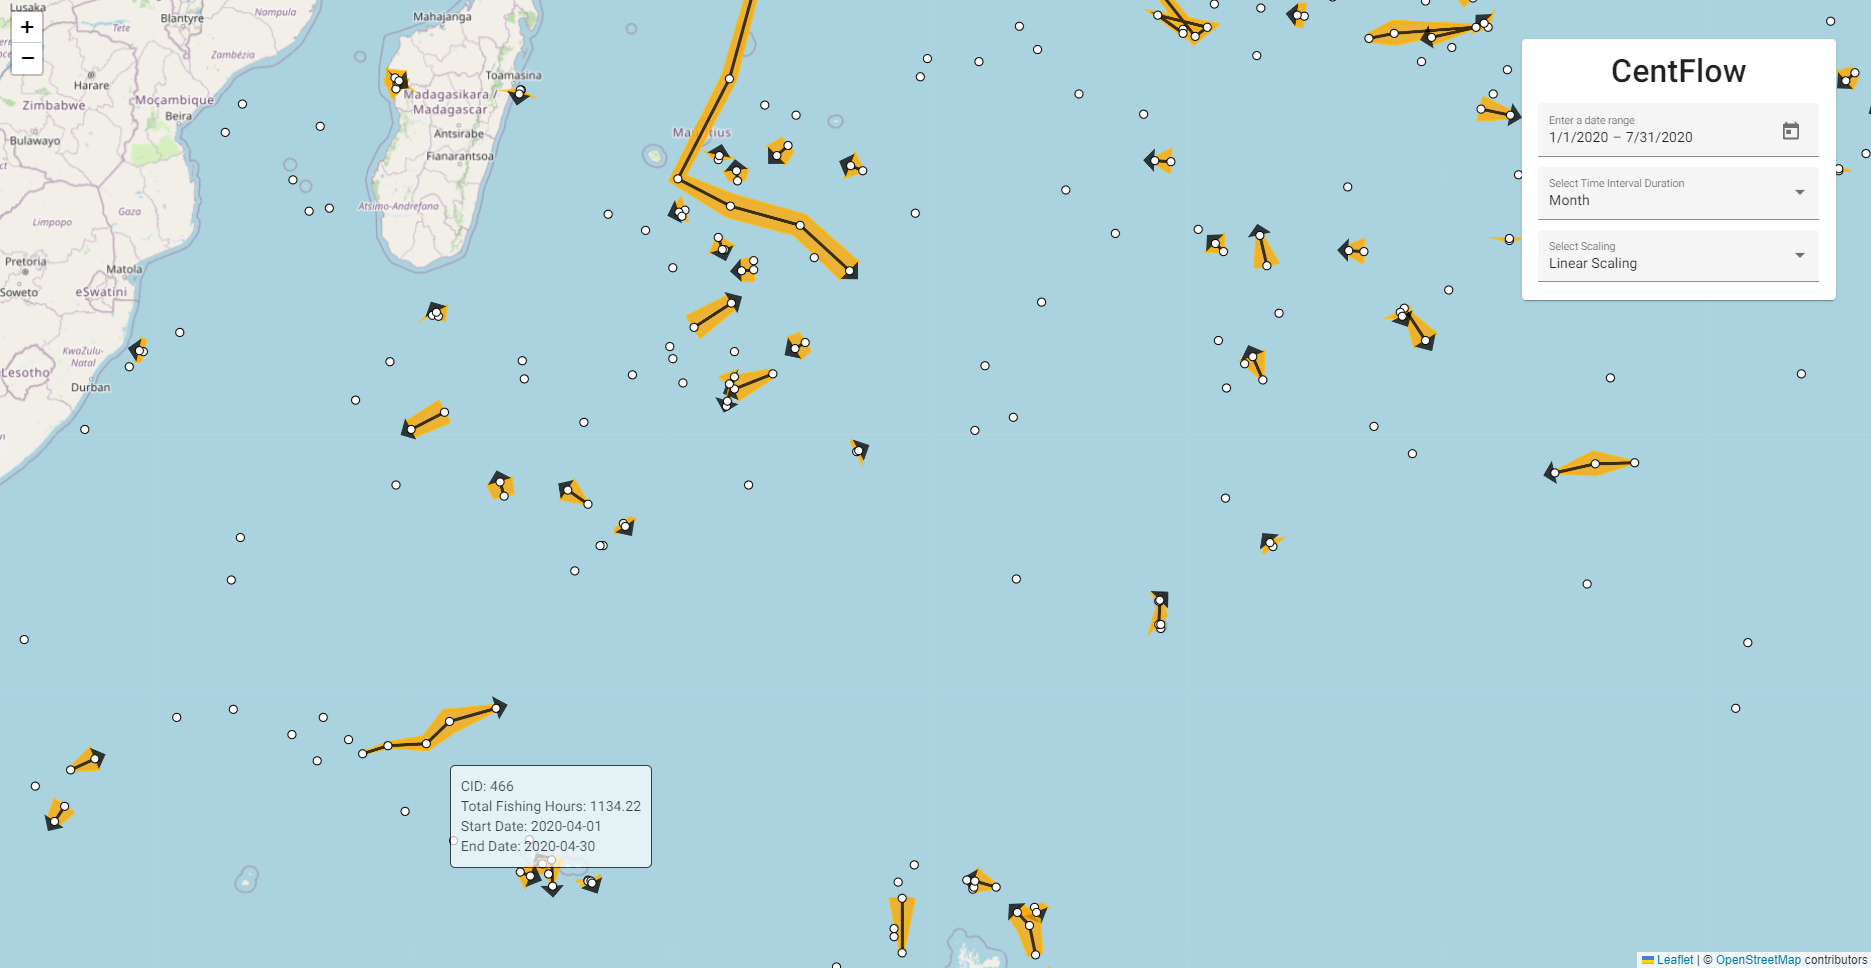 Lusaka
Tete
Blantyre
Nampula
Mahajanga
+
−
Harare
Zimbabwe
Zambézia
Moçambique
Beira
Bulawayo
Toamasina
Madagasikara /
Madagascar
Antsirabe
Fianarantsoa
Limpopo
Gaza
Atsimo-Andrefana
Pretoria
Matola
Soweto
eSwatini
KwaZulu-
Natal
Lesotho
Durban
CentFlow
Enter a date range
1/1/2020 – 7/31/2020
Select Time Interval Duration
Month
Select Scaling
Linear Scaling
CID: 466
Total Fishing Hours: 1134.22
Start Date: 2020-04-01
End Date: 2020-04-30
Leaflet | © OpenStreetMap contributors